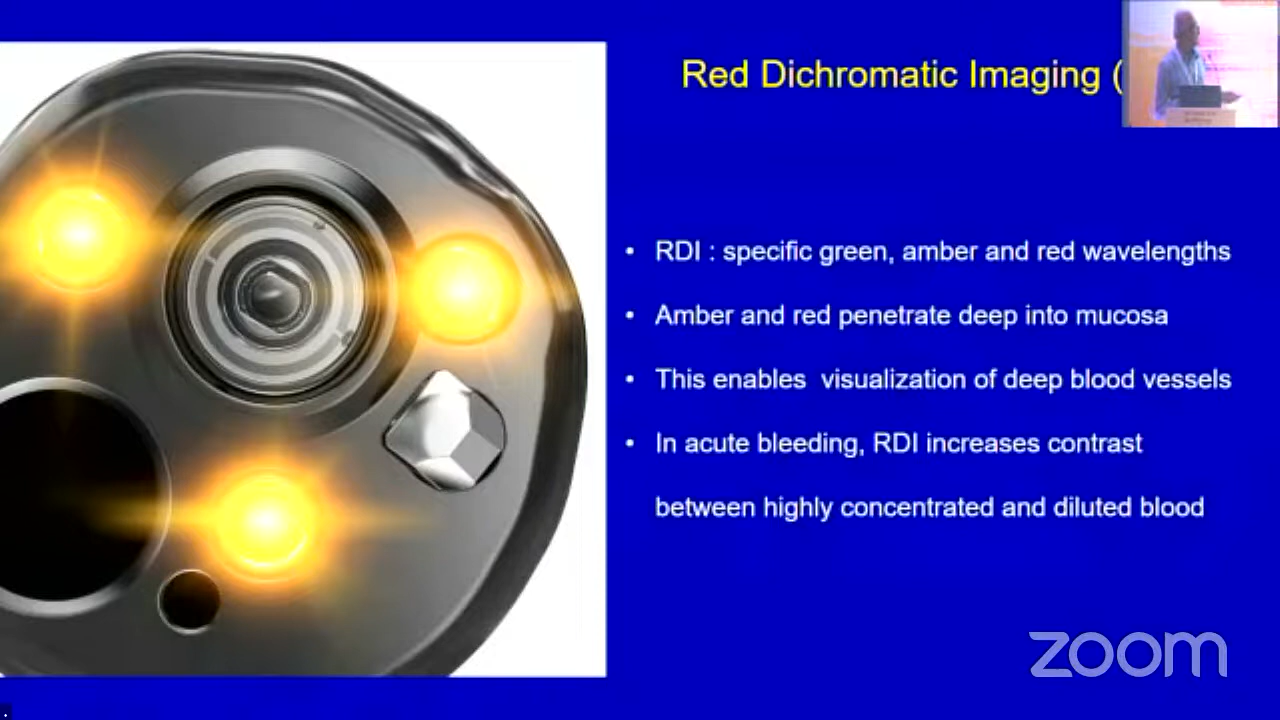 Red Dichromatic Imaging (
• RDI : specific green, amber and red wavelengths
• Amber and red penetrate deep into mucosa
• This enables visualization of deep blood vessels
• In acute bleeding, RDI increases contrast
between highly concentrated and diluted blood
zoom